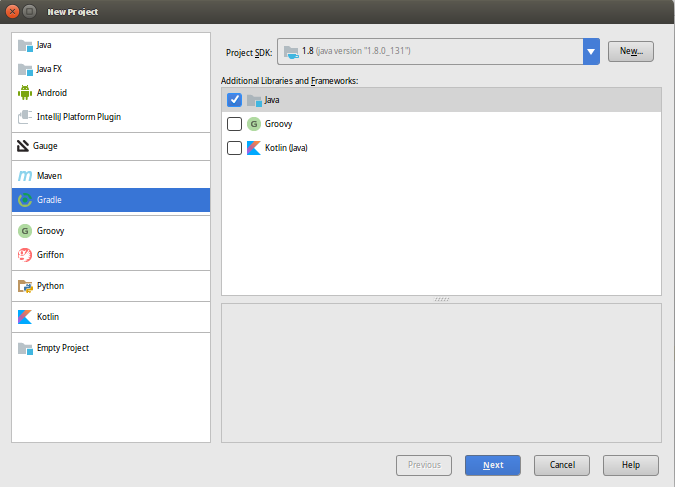 New Project
Java
Java FX
Android
IntelliJ Platform Plugin
Gauge
Maven
Gradle
Groovy
Griffon
Python
Kotlin
Empty Project
Project SDK: 1.8 (java version "1.8.0_131") New...
Additional Libraries and Frameworks:
Java
G Groovy
Kotlin (Java)
Previous Next Cancel Help